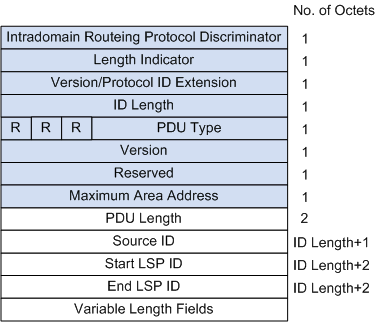 No. of Octets
Intradomain Routeing Protocol Discriminator 1
Length Indicator 1
Version/Protocol ID Extension 1
ID Length 1
R R R PDU Type 1
Version 1
Reserved 1
Maximum Area Address 1
PDU Length 2
Source ID ID Length+1
Start LSP ID ID Length+2
End LSP ID ID Length+2
Variable Length Fields